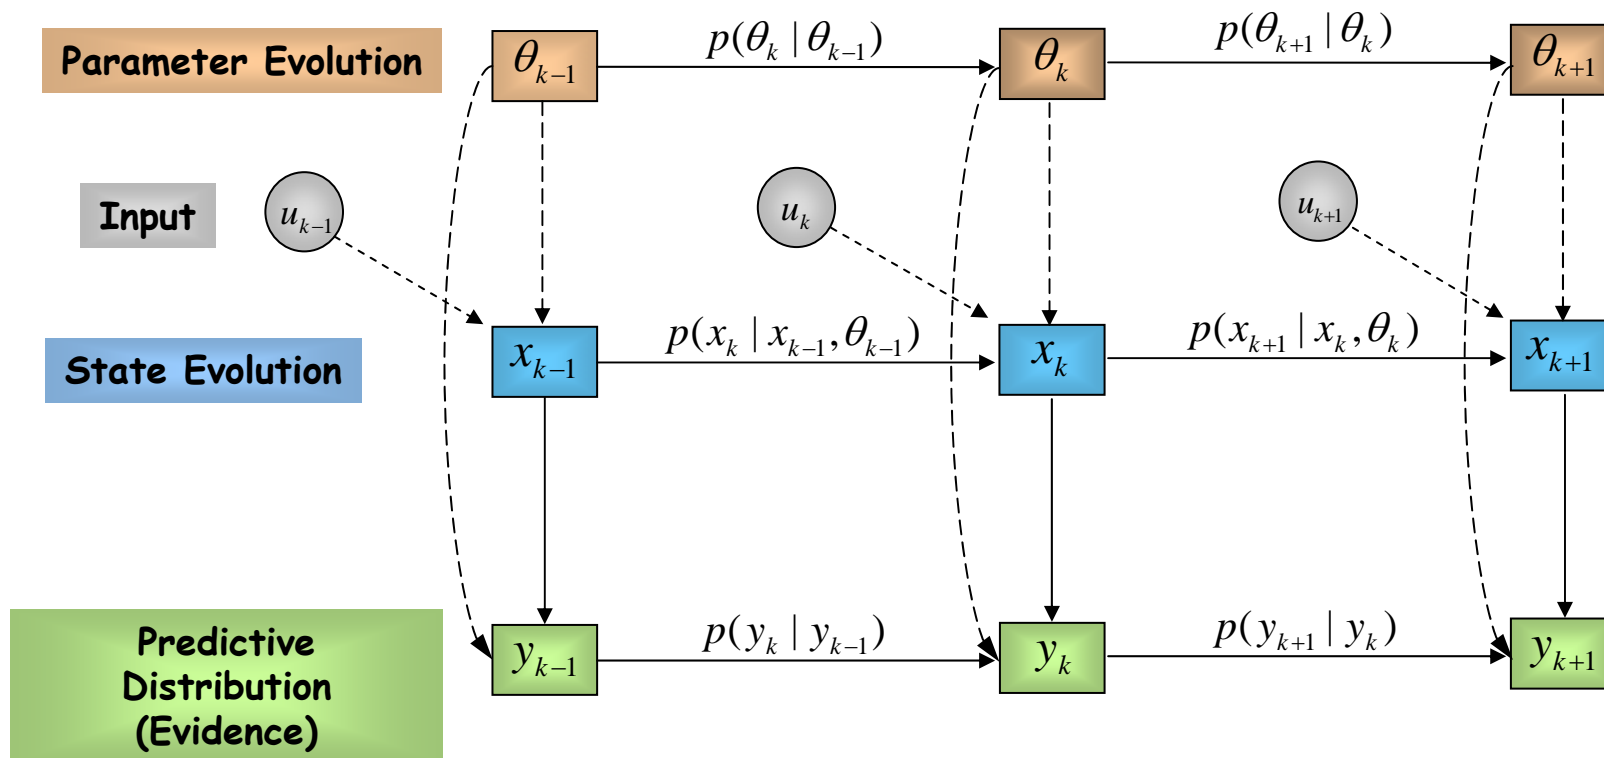 Parameter Evolution
θ_{k−1}
p(θ_k | θ_{k−1})
θ_k
p(θ_{k+1} | θ_k)
θ_{k+1}
Input
u_{k−1}
u_k
u_{k+1}
State Evolution
x_{k−1}
p(x_k | x_{k−1}, θ_{k−1})
x_k
p(x_{k+1} | x_k, θ_k)
x_{k+1}
Predictive
Distribution
(Evidence)
y_{k−1}
p(y_k | y_{k−1})
y_k
p(y_{k+1} | y_k)
y_{k+1}